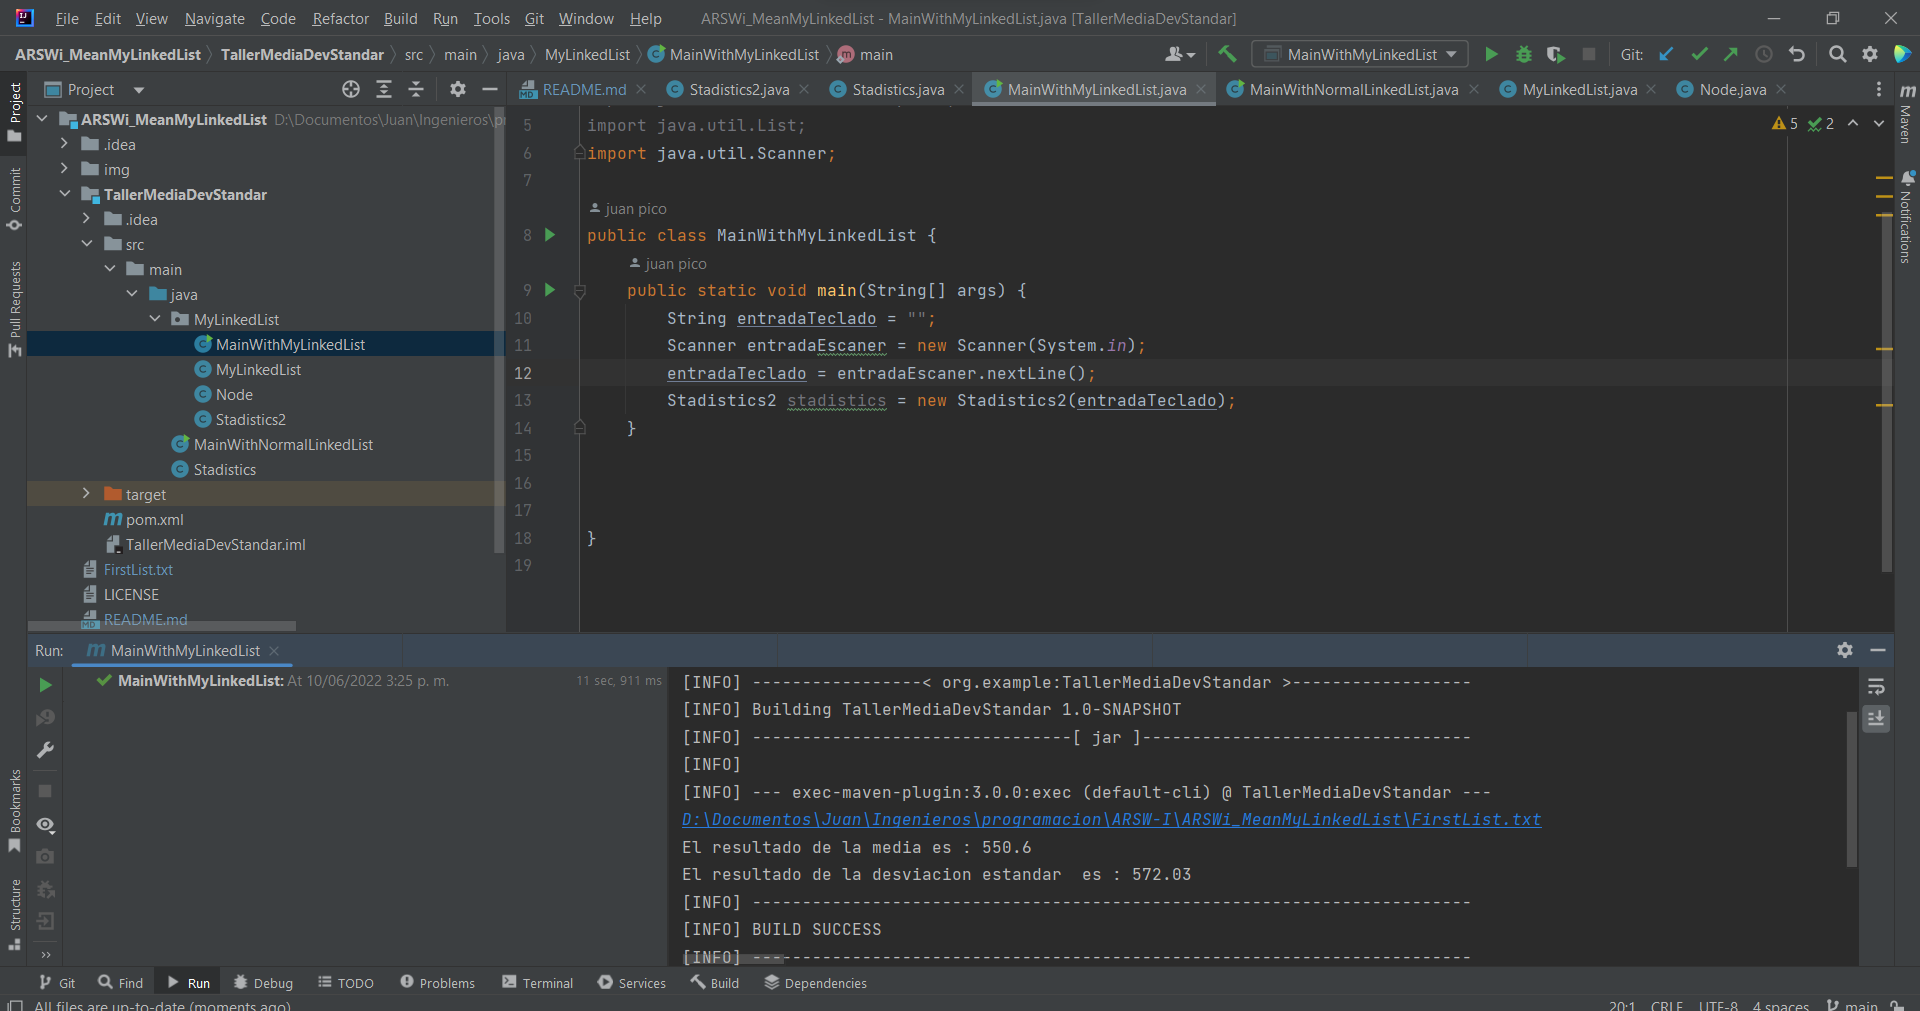 File Edit View Navigate Code Refactor Build Run Tools Git Window Help ARSWi_MeanMyLinkedList - MainWithMyLinkedList.java [TallerMediaDevStandar]
ARSWi_MeanMyLinkedList TallerMediaDevStandar src main java MyLinkedList MainWithMyLinkedList main MainWithMyLinkedList Git:
Project
README.md Stadistics2.java Stadistics.java MainWithMyLinkedList.java MainWithNormalLinkedList.java MyLinkedList.java Node.java
Project
Commit
Pull Requests
Bookmarks
Structure
Maven
Notifications
ARSWi_MeanMyLinkedList D:\Documentos\Juan\Ingenieros\pr
.idea
img
TallerMediaDevStandar
.idea
src
main
java
MyLinkedList
MainWithMyLinkedList
MyLinkedList
Node
Stadistics2
MainWithNormalLinkedList
Stadistics
target
pom.xml
TallerMediaDevStandar.iml
FirstList.txt
LICENSE
README.md
5 2
5 import java.util.List;
6 import java.util.Scanner;
7
juan pico
8 public class MainWithMyLinkedList {
juan pico
9 public static void main(String[] args) {
10 String entradaTeclado = "";
11 Scanner entradaEscaner = new Scanner(System.in);
12 entradaTeclado = entradaEscaner.nextLine();
13 Stadistics2 stadistics = new Stadistics2(entradaTeclado);
14 }
15
16
17
18 }
19
Run: MainWithMyLinkedList
MainWithMyLinkedList: At 10/06/2022 3:25 p. m. 11 sec, 911 ms
[INFO] -----------------< org.example:TallerMediaDevStandar >------------------
[INFO] Building TallerMediaDevStandar 1.0-SNAPSHOT
[INFO] --------------------------------[ jar ]---------------------------------
[INFO]
[INFO] --- exec-maven-plugin:3.0.0:exec (default-cli) @ TallerMediaDevStandar ---
D:\Documentos\Juan\Ingenieros\programacion\ARSW-I\ARSWi_MeanMyLinkedList\FirstList.txt
El resultado de la media es : 550.6
El resultado de la desviacion estandar  es : 572.03
[INFO] ------------------------------------------------------------------------
[INFO] BUILD SUCCESS
[INFO] ------------------------------------------------------------------------
Git Find Run Debug TODO Problems Terminal Services Build Dependencies
All files are up-to-date (moments ago) 20:1 CRLF UTF-8 4 spaces main